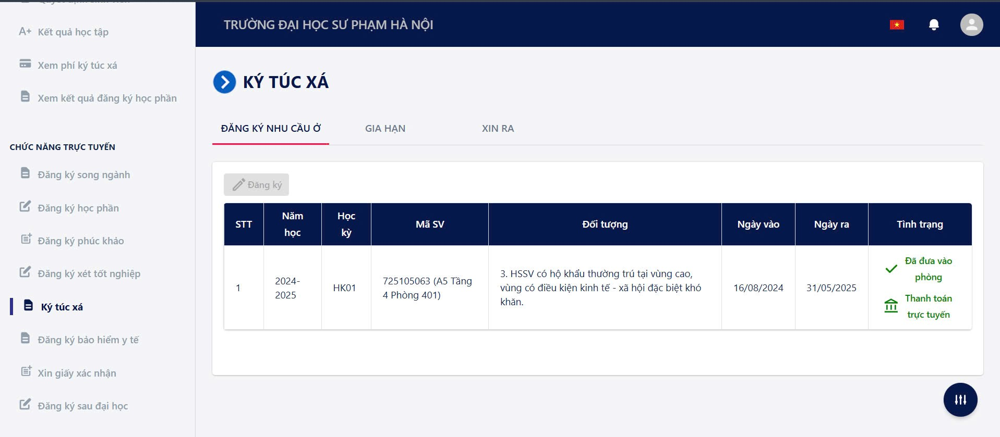 A+ Kết quả học tập
Xem phí ký túc xá
Xem kết quả đăng ký học phần
CHỨC NĂNG TRỰC TUYẾN
Đăng ký song ngành
Đăng ký học phần
Đăng ký phúc khảo
Đăng ký xét tốt nghiệp
Ký túc xá
Đăng ký bảo hiểm y tế
Xin giấy xác nhận
Đăng ký sau đại học
TRƯỜNG ĐẠI HỌC SƯ PHẠM HÀ NỘI
KÝ TÚC XÁ
ĐĂNG KÝ NHU CẦU Ở GIA HẠN XIN RA
Đăng ký
STT
Năm
học
Học
kỳ
Mã SV
Đối tượng
Ngày vào
Ngày ra
Tình trạng
1
2024-
2025
HK01
725105063 (A5 Tầng
4 Phòng 401)
3. HSSV có hộ khẩu thường trú tại vùng cao,
vùng có điều kiện kinh tế - xã hội đặc biệt khó
khăn.
16/08/2024
31/05/2025
Đã đưa vào
phòng
Thanh toán
trực tuyến